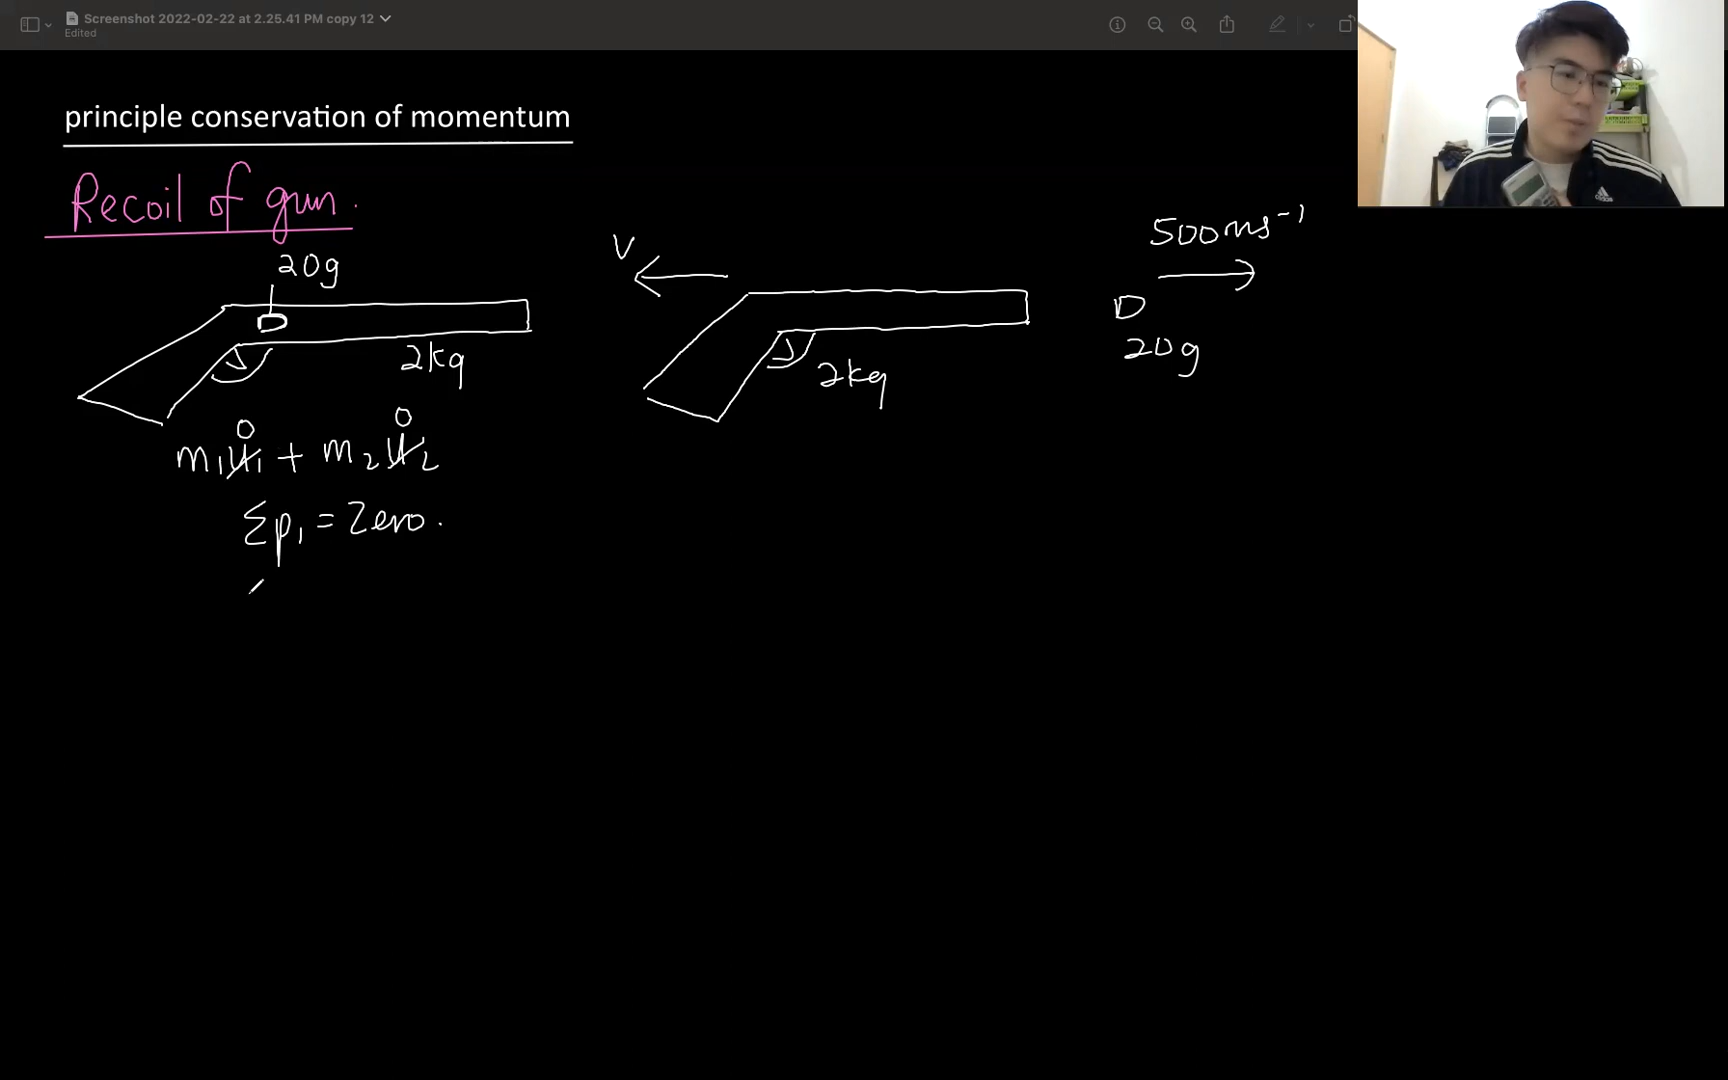 Screenshot 2022-02-22 at 2.25.41 PM copy 12
Edited
principle conservation of momentum
Recoil of gun.
20g
2kg
V
2kg
500ms⁻¹
20g
0 0
m₁u₁ + m₂u₂
Σp₁ = Zero.
adidas